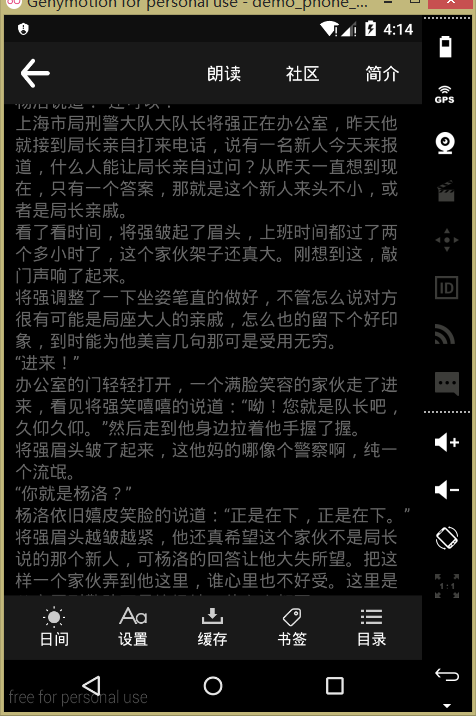 Genymotion for personal use - demo_phone_...
4:14
朗读
社区
简介
上海市局刑警大队大队长将强正在办公室，昨天他
就接到局长亲自打来电话，说有一名新人今天来报
道，什么人能让局长亲自过问？从昨天一直想到现
在，只有一个答案，那就是这个新人来头不小，或
者是局长亲戚。
看了看时间，将强皱起了眉头，上班时间都过了两
个多小时了，这个家伙架子还真大。刚想到这，敲
门声响了起来。
将强调整了一下坐姿笔直的做好，不管怎么说对方
很有可能是局座大人的亲戚，怎么也的留下个好印
象，到时能为他美言几句那可是受用无穷。
“进来！”
办公室的门轻轻打开，一个满脸笑容的家伙走了进
来，看见将强笑嘻嘻的说道：“呦！您就是队长吧，
久仰久仰。”然后走到他身边拉着他手握了握。
将强眉头皱了起来，这他妈的哪像个警察啊，纯一
个流氓。
“你就是杨洛？”
杨洛依旧嬉皮笑脸的说道：“正是在下，正是在下。”
将强眉头越皱越紧，他还真希望这个家伙不是局长
说的那个新人，可杨洛的回答让他大失所望。把这
样一个家伙弄到他这里，谁心里也不好受。这里是
日间
设置
缓存
书签
目录
free for personal use
GPS
ID
1:1